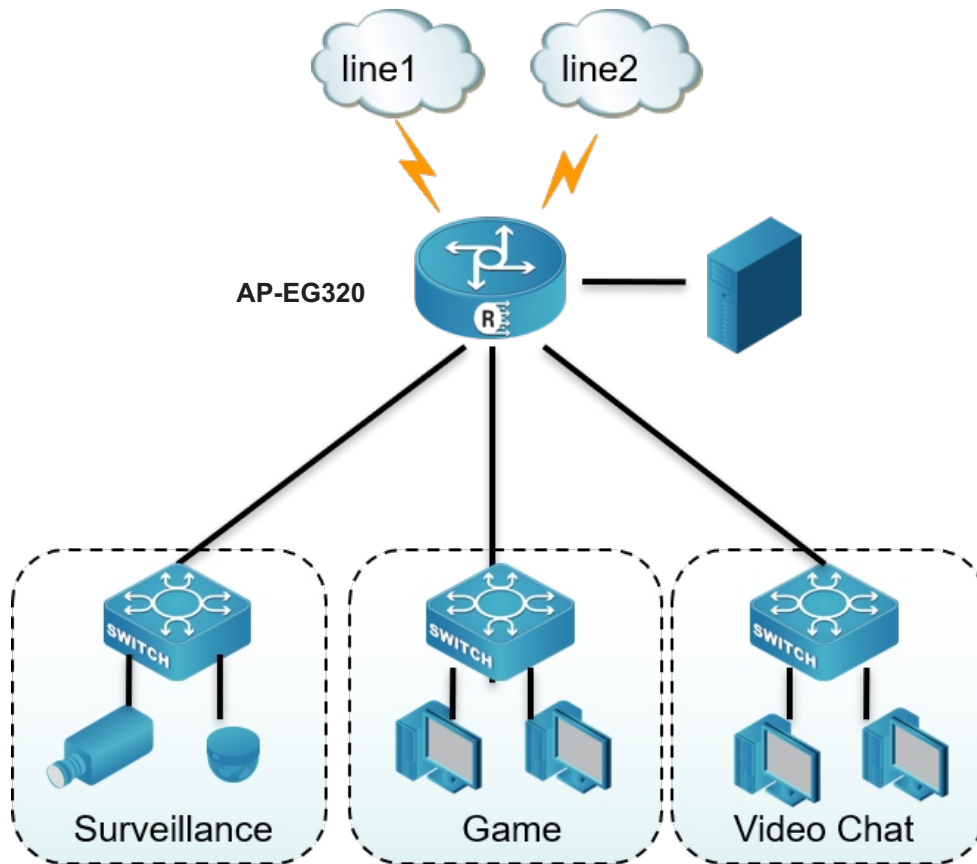 line1
line2
AP-EG320
R
SWITCH
SWITCH
SWITCH
Surveillance
Game
Video Chat